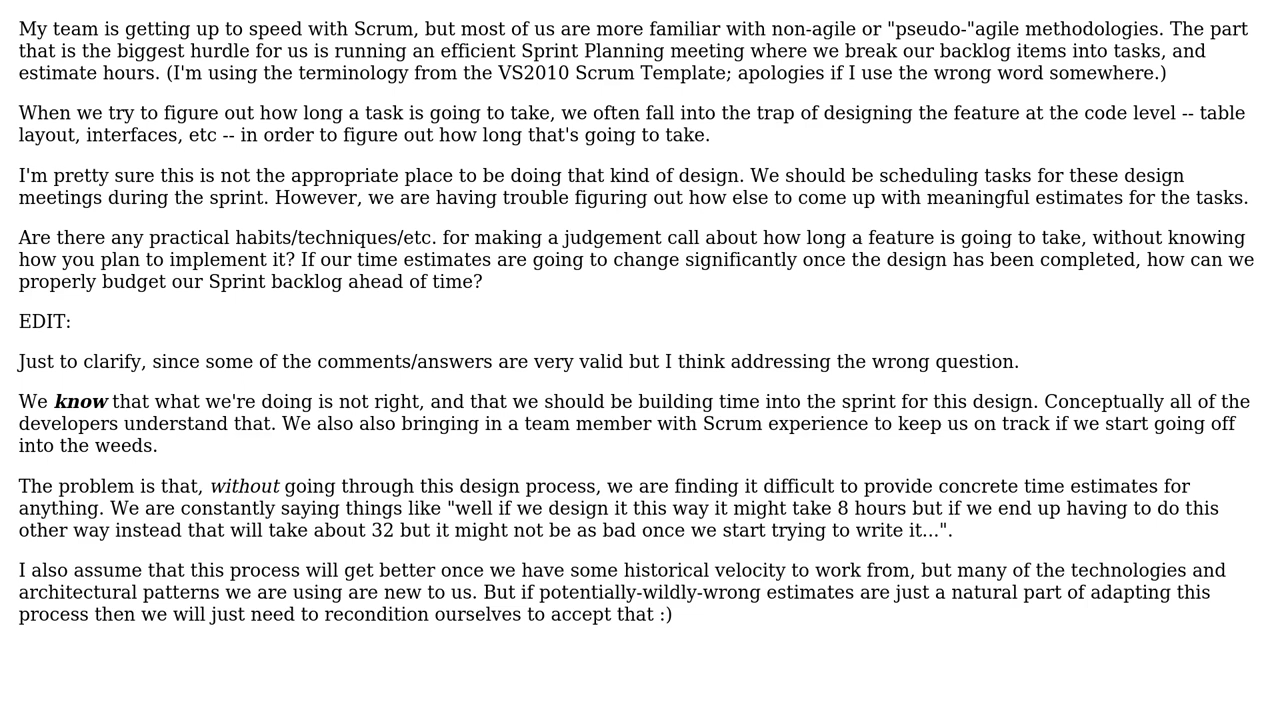 My team is getting up to speed with Scrum, but most of us are more familiar with non-agile or "pseudo-"agile methodologies. The part
that is the biggest hurdle for us is running an efficient Sprint Planning meeting where we break our backlog items into tasks, and
estimate hours. (I'm using the terminology from the VS2010 Scrum Template; apologies if I use the wrong word somewhere.)
When we try to figure out how long a task is going to take, we often fall into the trap of designing the feature at the code level -- table
layout, interfaces, etc -- in order to figure out how long that's going to take.
I'm pretty sure this is not the appropriate place to be doing that kind of design. We should be scheduling tasks for these design
meetings during the sprint. However, we are having trouble figuring out how else to come up with meaningful estimates for the tasks.
Are there any practical habits/techniques/etc. for making a judgement call about how long a feature is going to take, without knowing
how you plan to implement it? If our time estimates are going to change significantly once the design has been completed, how can we
properly budget our Sprint backlog ahead of time?
EDIT:
Just to clarify, since some of the comments/answers are very valid but I think addressing the wrong question.
We know that what we're doing is not right, and that we should be building time into the sprint for this design. Conceptually all of the
developers understand that. We also also bringing in a team member with Scrum experience to keep us on track if we start going off
into the weeds.
The problem is that, without going through this design process, we are finding it difficult to provide concrete time estimates for
anything. We are constantly saying things like "well if we design it this way it might take 8 hours but if we end up having to do this
other way instead that will take about 32 but it might not be as bad once we start trying to write it...".
I also assume that this process will get better once we have some historical velocity to work from, but many of the technologies and
architectural patterns we are using are new to us. But if potentially-wildly-wrong estimates are just a natural part of adapting this
process then we will just need to recondition ourselves to accept that :)